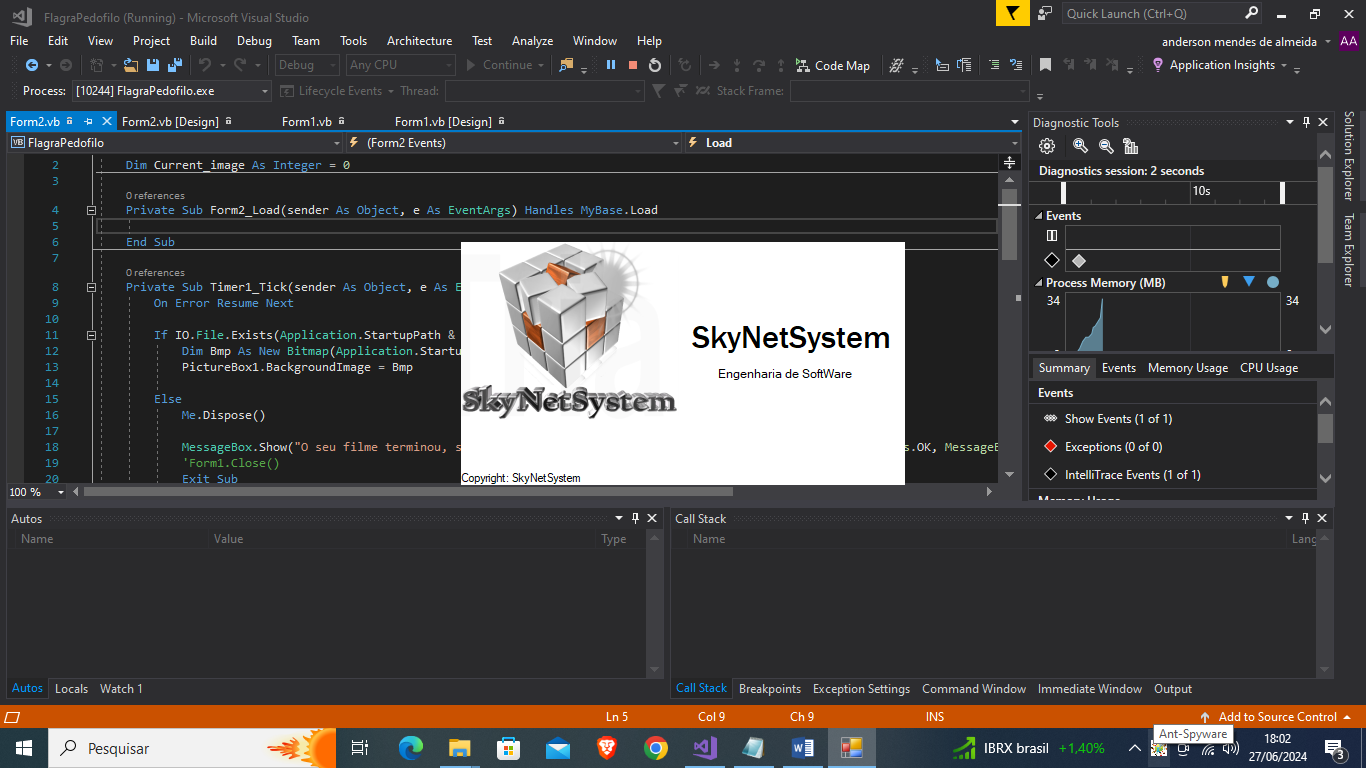 FlagraPedofilo (Running) - Microsoft Visual Studio
Quick Launch (Ctrl+Q)
File Edit View Project Build Debug Team Tools Architecture Test Analyze Window Help
anderson mendes de almeida AA
Debug Any CPU Continue Code Map Application Insights
Process: [10244] FlagraPedofilo.exe Lifecycle Events Thread: Stack Frame:
Form2.vb Form2.vb [Design] Form1.vb Form1.vb [Design]
VB FlagraPedofilo (Form2 Events) Load
2 Dim Current_image As Integer = 0
3
0 references
4 Private Sub Form2_Load(sender As Object, e As EventArgs) Handles MyBase.Load
5
6 End Sub
7
0 references
8 Private Sub Timer1_Tick(sender As Object, e As E
9 On Error Resume Next
10
11 If IO.File.Exists(Application.StartupPath &
12 Dim Bmp As New Bitmap(Application.Startu
13 PictureBox1.BackgroundImage = Bmp
14
15 Else
16 Me.Dispose()
17
18 MessageBox.Show("O seu filme terminou, s
s.OK, MessageB
19 'Form1.Close()
20 Exit Sub
100 %
SkyNetSystem
SkyNetSystem
Engenharia de SoftWare
Copyright: SkyNetSystem
Diagnostic Tools
Diagnostics session: 2 seconds
10s
Events
Process Memory (MB)
34 34
Summary Events Memory Usage CPU Usage
Events
Show Events (1 of 1)
Exceptions (0 of 0)
IntelliTrace Events (1 of 1)
Memory Usage
Solution Explorer
Team Explorer
Autos
Name Value Type
Autos Locals Watch 1
Call Stack
Name Lang
Call Stack Breakpoints Exception Settings Command Window Immediate Window Output
Ln 5 Col 9 Ch 9 INS Add to Source Control
Ant-Spyware
Pesquisar
IBRX brasil +1,40%
18:02
27/06/2024
3